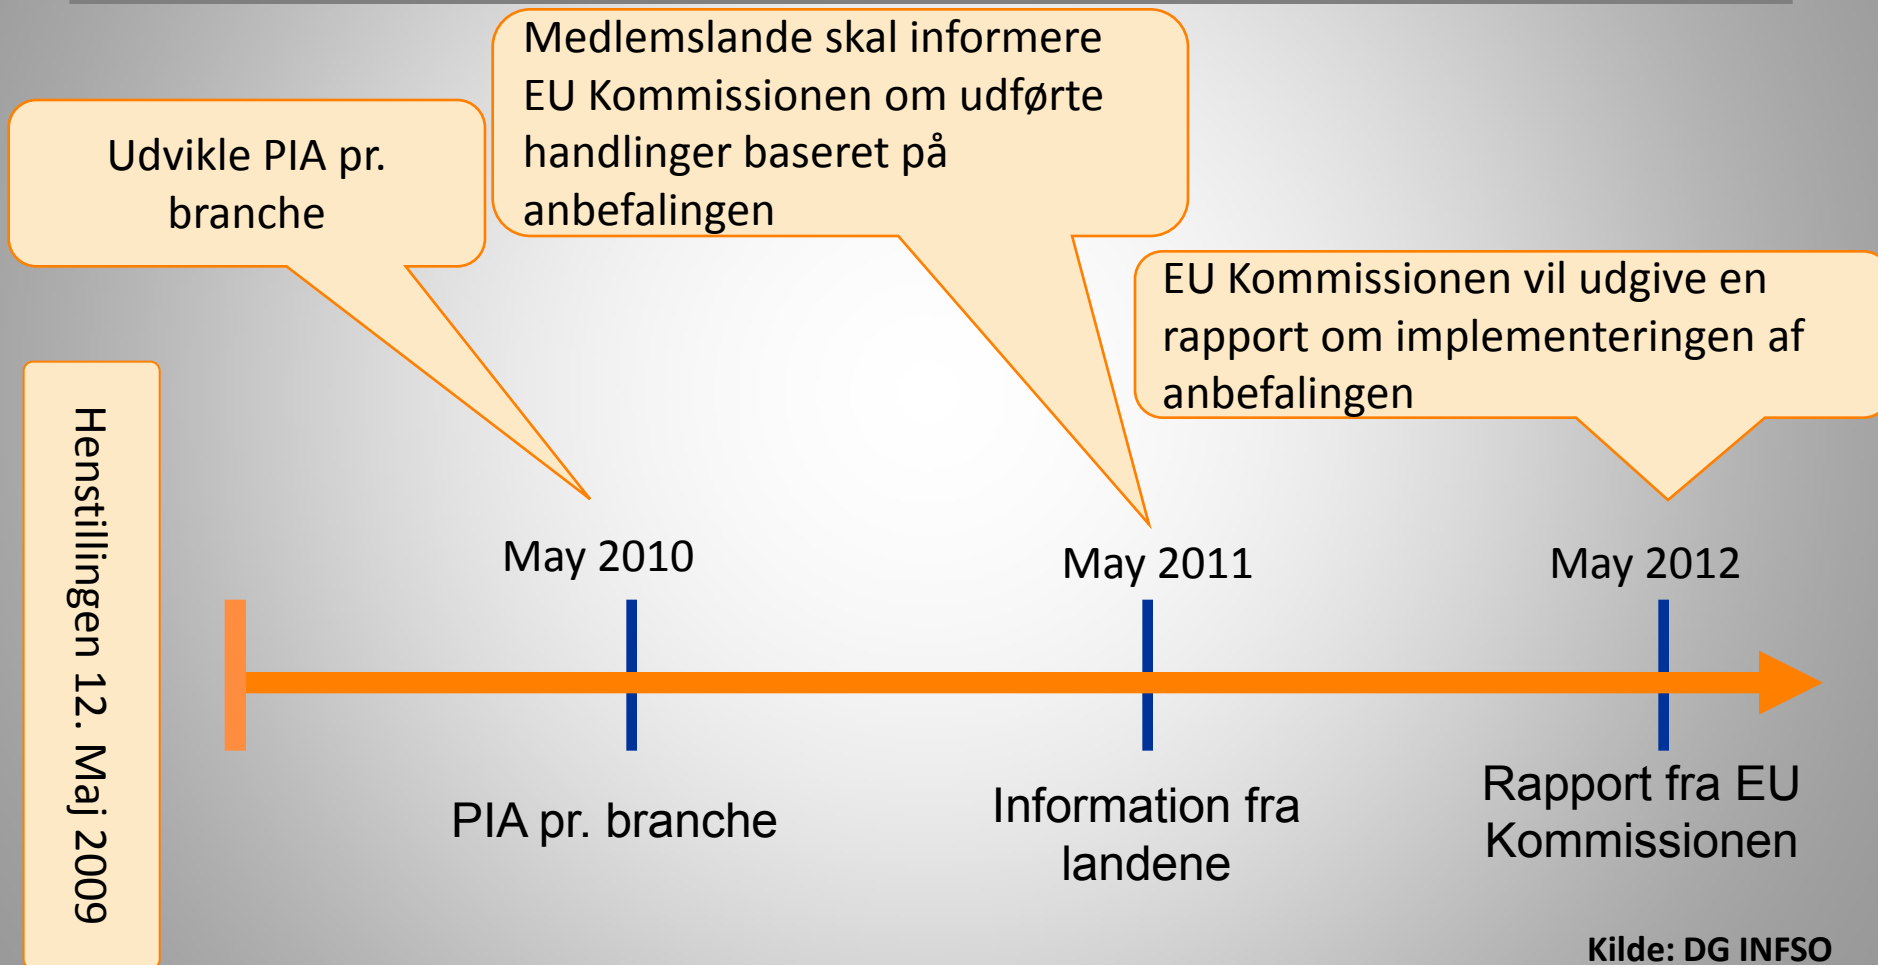 Medlemslande skal informere
EU Kommissionen om udførte
handlinger baseret på
anbefalingen
Udvikle PIA pr.
branche
EU Kommissionen vil udgive en
rapport om implementeringen af
anbefalingen
Henstillingen 12. Maj 2009
May 2010
May 2011
May 2012
PIA pr. branche
Information fra
landene
Rapport fra EU
Kommissionen
Kilde: DG INFSO